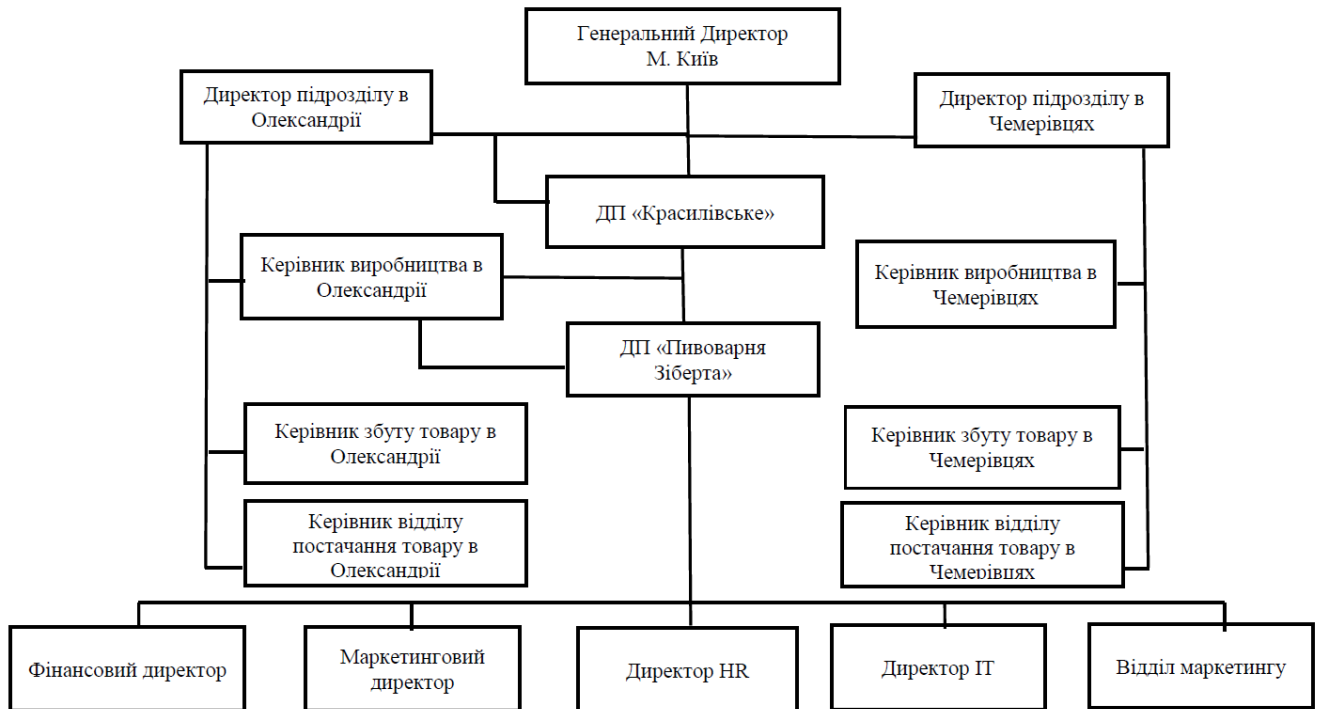 Генеральний Директор
М. Київ
Директор підрозділу в
Олександрії
Директор підрозділу в
Чемерівцях
ДП «Красилівське»
Керівник виробництва в
Олександрії
Керівник виробництва в
Чемерівцях
ДП «Пивоварня
Зіберта»
Керівник збуту товару в
Олександрії
Керівник збуту товару в
Чемерівцях
Керівник відділу
постачання товару в
Олександрії
Керівник відділу
постачання товару в
Чемерівцях
Фінансовий директор
Маркетинговий
директор
Директор HR
Директор ІТ
Відділ маркетингу